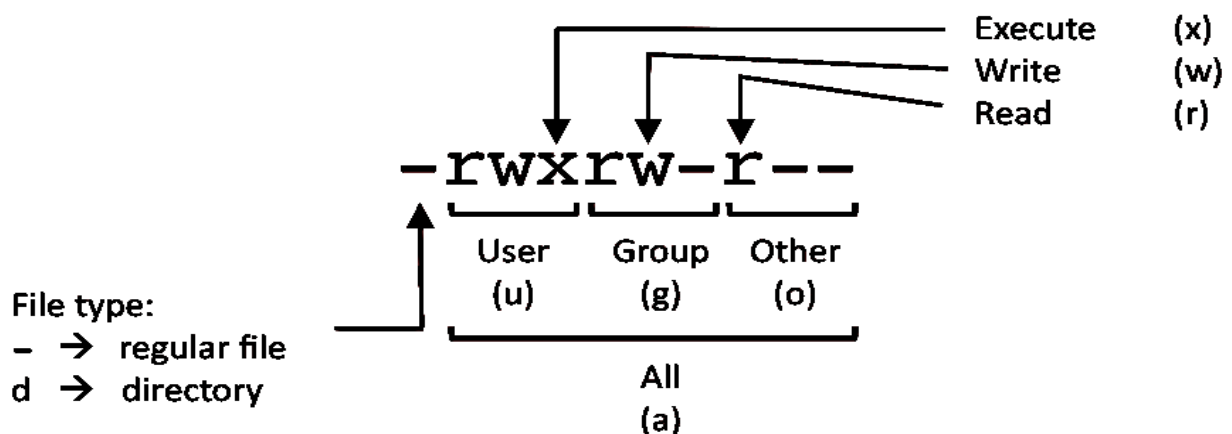 Execute (x)
Write (w)
Read (r)
-rwxrw-r--
User Group Other
(u) (g) (o)
File type:
- → regular file
d → directory
All
(a)